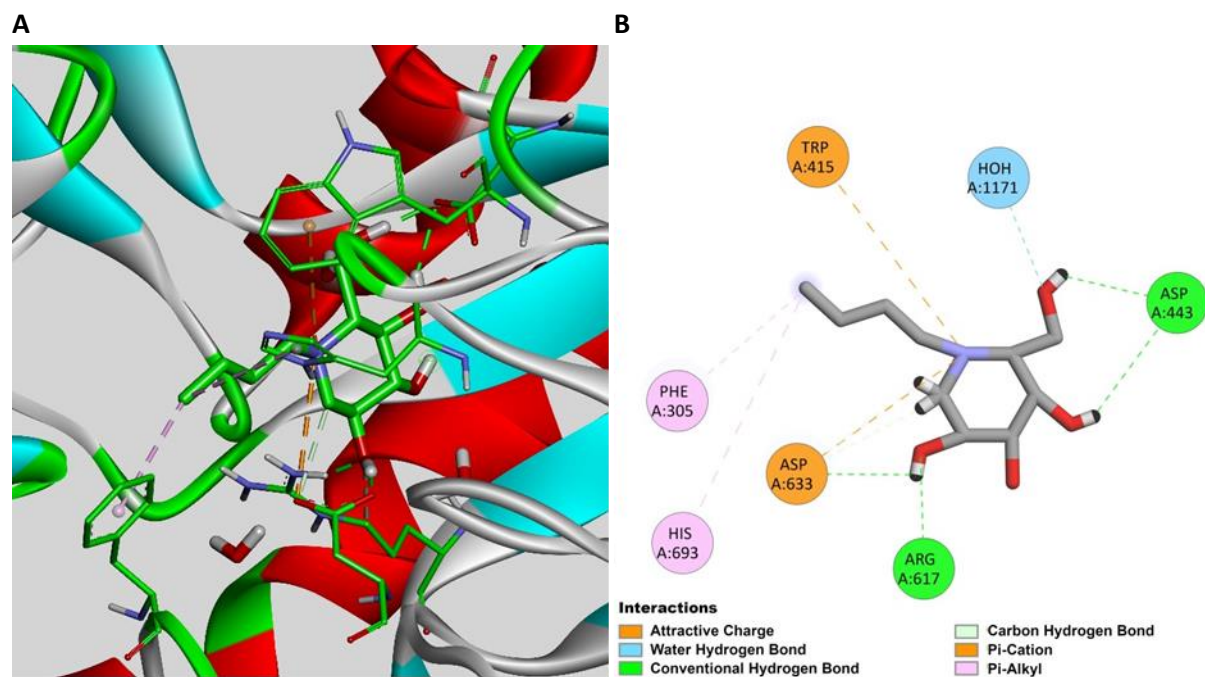 A
B
TRP
A:415
HOH
A:1171
ASP
A:443
PHE
A:305
ASP
A:633
HIS
A:693
ARG
A:617
Interactions
Attractive Charge
Water Hydrogen Bond
Conventional Hydrogen Bond
Carbon Hydrogen Bond
Pi-Cation
Pi-Alkyl